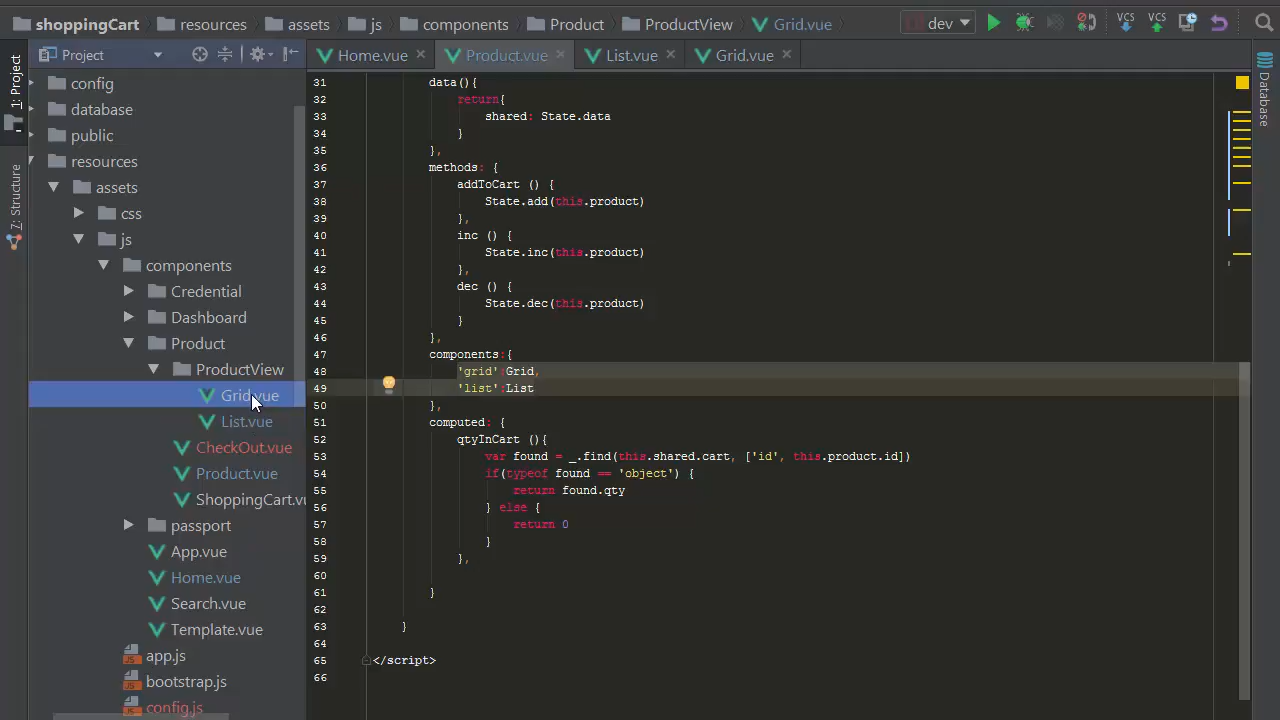 shoppingCart resources assets js components Product ProductView Grid.vue dev VCS VCS
1: Project
Z: Structure
Project
config
database
public
resources
assets
css
js
components
Credential
Dashboard
Product
ProductView
Grid.vue
List.vue
CheckOut.vue
Product.vue
ShoppingCart.vu
passport
App.vue
Home.vue
Search.vue
Template.vue
app.js
bootstrap.js
config.js
Home.vue Product.vue List.vue Grid.vue
31 data(){
32 return{
33 shared: State.data
34 }
35 },
36 methods: {
37 addToCart () {
38 State.add(this.product)
39 },
40 inc () {
41 State.inc(this.product)
42 },
43 dec () {
44 State.dec(this.product)
45 }
46 },
47 components:{
48 'grid':Grid,
49 'list':List
50 },
51 computed: {
52 qtyInCart (){
53 var found = _.find(this.shared.cart, ['id', this.product.id])
54 if(typeof found == 'object') {
55 return found.qty
56 } else {
57 return 0
58 }
59 },
60
61 }
62
63 }
64
65 </script>
66
Database